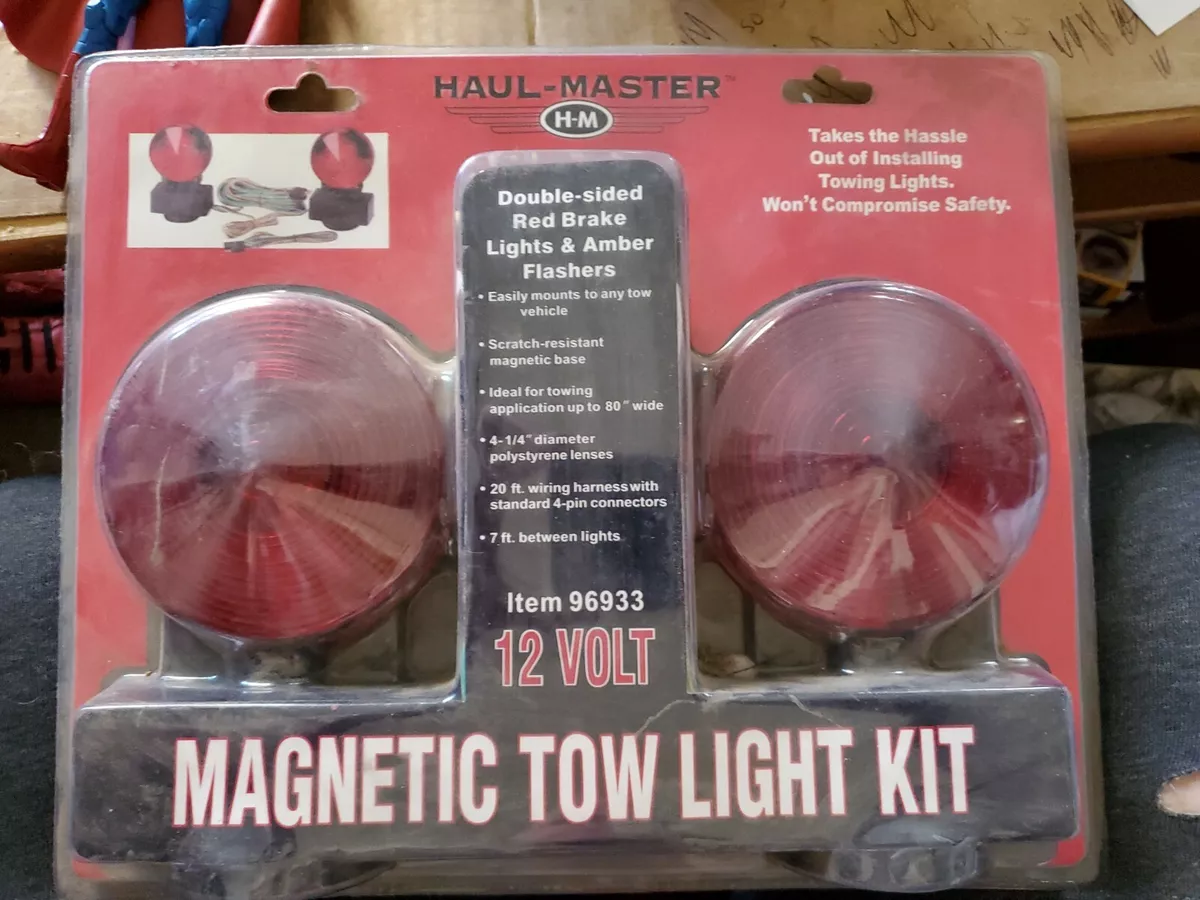 HAUL-MASTER™
H-M
Takes the Hassle
Out of Installing
Towing Lights.
Won't Compromise Safety.
Double-sided
Red Brake
Lights & Amber
Flashers
• Easily mounts to any tow
vehicle
• Scratch-resistant
magnetic base
• Ideal for towing
application up to 80" wide
• 4-1/4" diameter
polystyrene lenses
• 20 ft. wiring harness with
standard 4-pin connectors
• 7 ft. between lights
Item 96933
12 VOLT
MAGNETIC TOW LIGHT KIT